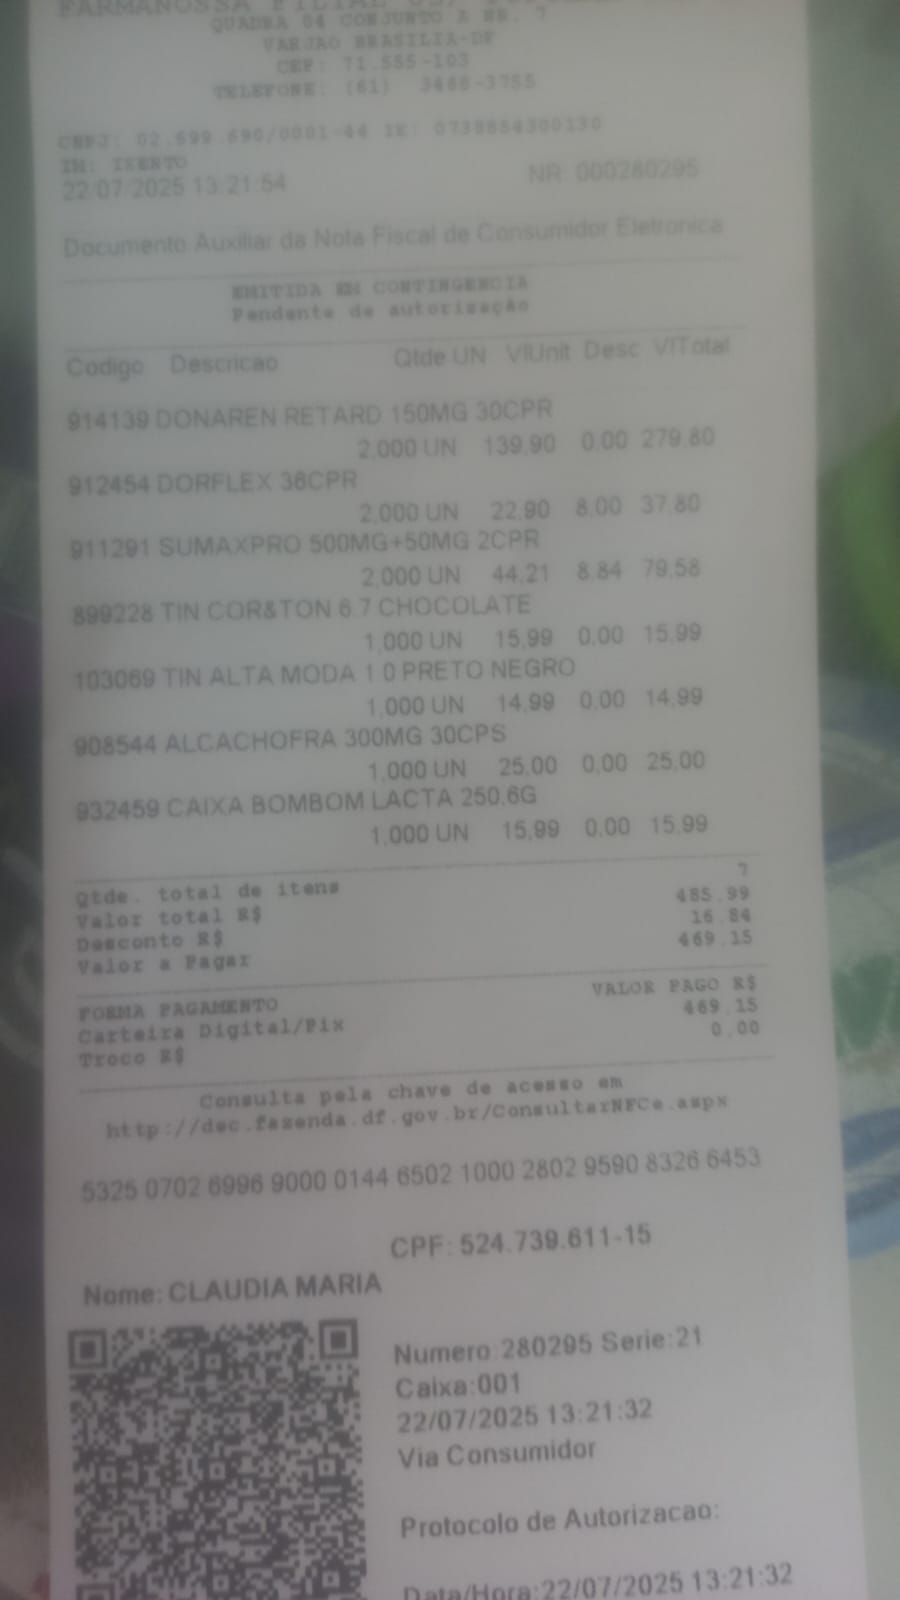 FARMANOSSA FILIAL
QUADRA 04 CONJUNTO A NR. 7
VARJAO BRASILIA-DF
CEP: 71.555-103
TELEFONE: (61) 3468-3755
CNPJ: 02.699.690/0001-44 IE: 0738854300130
IM: ISENTO
22/07/2025 13:21:54 NR: 000280295
Documento Auxiliar da Nota Fiscal de Consumidor Eletronica
EMITIDA EM CONTINGENCIA
Pendente de autorização
Codigo Descricao Qtde UN VlUnit Desc VlTotal
914139 DONAREN RETARD 150MG 30CPR
2,000 UN 139,90 0,00 279,80
912454 DORFLEX 36CPR
2,000 UN 22,90 8,00 37,80
911291 SUMAXPRO 500MG+50MG 2CPR
2,000 UN 44,21 8,84 79,58
899228 TIN COR&TON 6.7 CHOCOLATE
1,000 UN 15,99 0,00 15,99
103069 TIN ALTA MODA 1 0 PRETO NEGRO
1,000 UN 14,99 0,00 14,99
908544 ALCACHOFRA 300MG 30CPS
1,000 UN 25,00 0,00 25,00
932459 CAIXA BOMBOM LACTA 250,6G
1,000 UN 15,99 0,00 15,99
Qtde. total de itens 7
Valor total R$ 485,99
Desconto R$ 16,84
Valor a Pagar 469,15
FORMA PAGAMENTO VALOR PAGO R$
Carteira Digital/Pix 469,15
Troco R$ 0,00
Consulta pela chave de acesso em
http://dec.fazenda.df.gov.br/ConsultarNFCe.aspx
5325 0702 6996 9000 0144 6502 1000 2802 9590 8326 6453
CPF: 524.739.611-15
Nome: CLAUDIA MARIA
Numero:280295 Serie:21
Caixa:001
22/07/2025 13:21:32
Via Consumidor
Protocolo de Autorizacao:
Data/Hora:22/07/2025 13:21:32